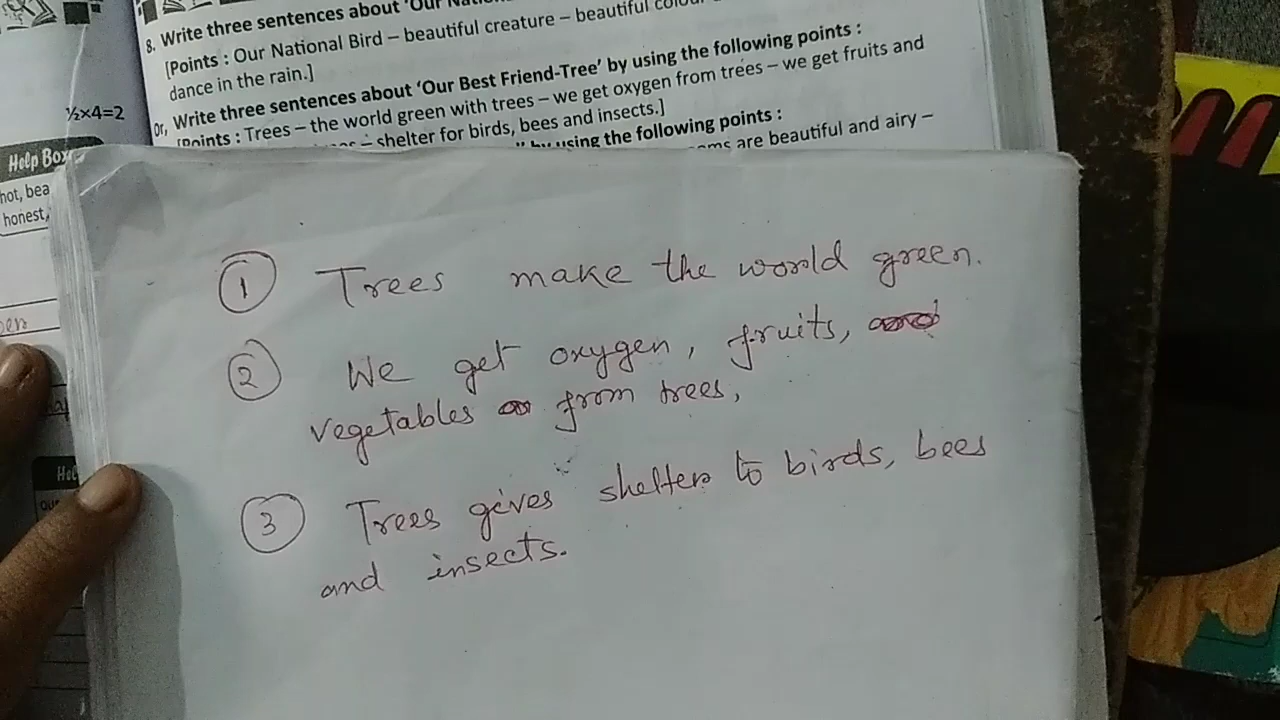 8. Write three sentences about 'Our
[Points : Our National Bird – beautiful creature – beautiful
dance in the rain.]
Or, Write three sentences about 'Our Best Friend-Tree' by using the following points :
[Points : Trees – the world green with trees – we get oxygen from trees – we get fruits and
– shelter for birds, bees and insects.]
by using the following points :
are beautiful and airy –
½×4=2
Help Box
hot, bea
honest,
① Trees make the world green.
② We get oxygen, fruits,
vegetables from trees,
③ Trees gives shelter to birds, bees
and insects.